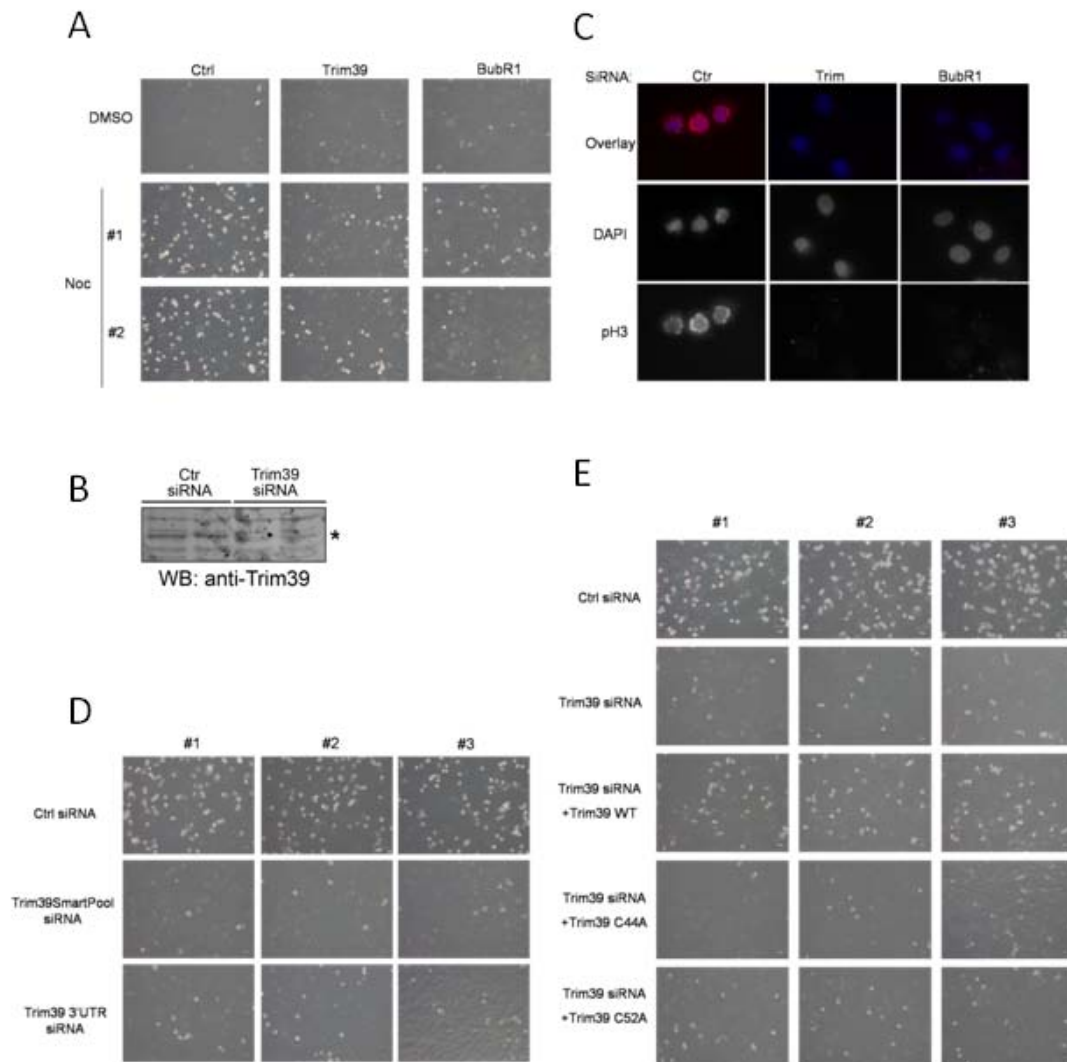 A
Ctrl Trim39 BubR1
DMSO
#1
Noc
#2
B
Ctr siRNA
Trim39 siRNA
*
WB: anti-Trim39
C
SiRNA: Ctr Trim BubR1
Overlay
DAPI
pH3
D
#1 #2 #3
Ctrl siRNA
Trim39SmartPool
siRNA
Trim39 3'UTR
siRNA
E
#1 #2 #3
Ctrl siRNA
Trim39 siRNA
Trim39 siRNA
+Trim39 WT
Trim39 siRNA
+Trim39 C44A
Trim39 siRNA
+Trim39 C52A